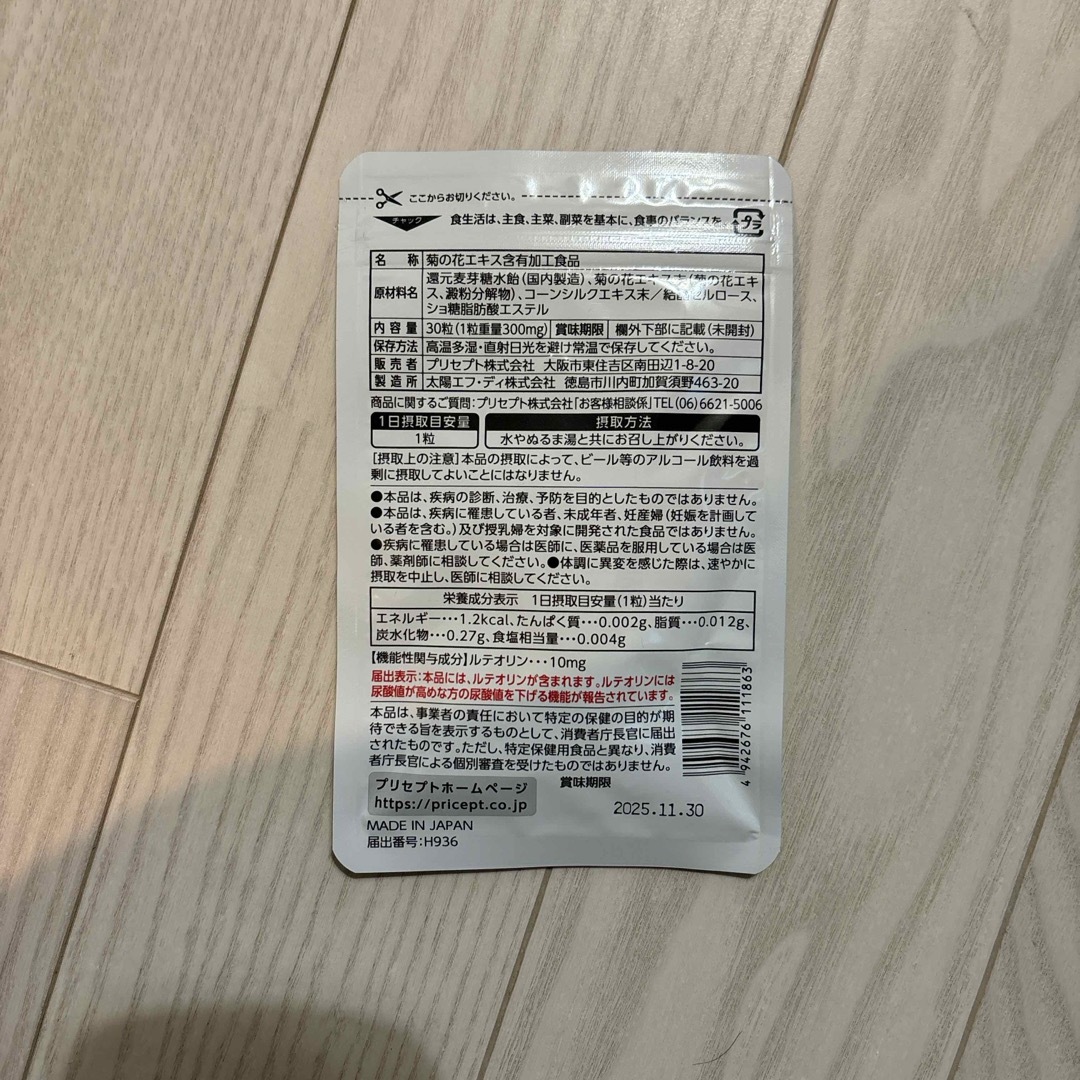 ここからお切りください。
チャック
食生活は、主食、主菜、副菜を基本に、食事のバランスを。
プラ
名 称 菊の花エキス含有加工食品
原材料名 還元麦芽糖水飴(国内製造)、菊の花エキス末(菊の花エキ
ス、澱粉分解物)、コーンシルクエキス末/結晶セルロース、
ショ糖脂肪酸エステル
内容量 30粒(1粒重量300mg) 賞味期限 欄外下部に記載(未開封)
保存方法 高温多湿・直射日光を避け常温で保存してください。
販売者 プリセプト株式会社 大阪市東住吉区南田辺1-8-20
製造所 太陽エフ・ディ株式会社 徳島市川内町加賀須野463-20
商品に関するご質問:プリセプト株式会社「お客様相談係」TEL(06)6621-5006
1日摂取目安量 摂取方法
1粒 水やぬるま湯と共にお召し上がりください。
[摂取上の注意]本品の摂取によって、ビール等のアルコール飲料を過
剰に摂取してよいことにはなりません。
●本品は、疾病の診断、治療、予防を目的としたものではありません。
●本品は、疾病に罹患している者、未成年者、妊産婦(妊娠を計画して
いる者を含む。)及び授乳婦を対象に開発された食品ではありません。
●疾病に罹患している場合は医師に、医薬品を服用している場合は医
師、薬剤師に相談してください。●体調に異変を感じた際は、速やかに
摂取を中止し、医師に相談してください。
栄養成分表示 1日摂取目安量(1粒)当たり
エネルギー…1.2kcal、たんぱく質…0.002g、脂質…0.012g、
炭水化物…0.27g、食塩相当量…0.004g
【機能性関与成分】ルテオリン…10mg
届出表示:本品には、ルテオリンが含まれます。ルテオリンには
尿酸値が高めな方の尿酸値を下げる機能が報告されています。
本品は、事業者の責任において特定の保健の目的が期
待できる旨を表示するものとして、消費者庁長官に届出
されたものです。ただし、特定保健用食品と異なり、消費
者庁長官による個別審査を受けたものではありません。
4 942676 111863
プリセプトホームページ
https://pricept.co.jp
賞味期限
2025.11.30
MADE IN JAPAN
届出番号:H936